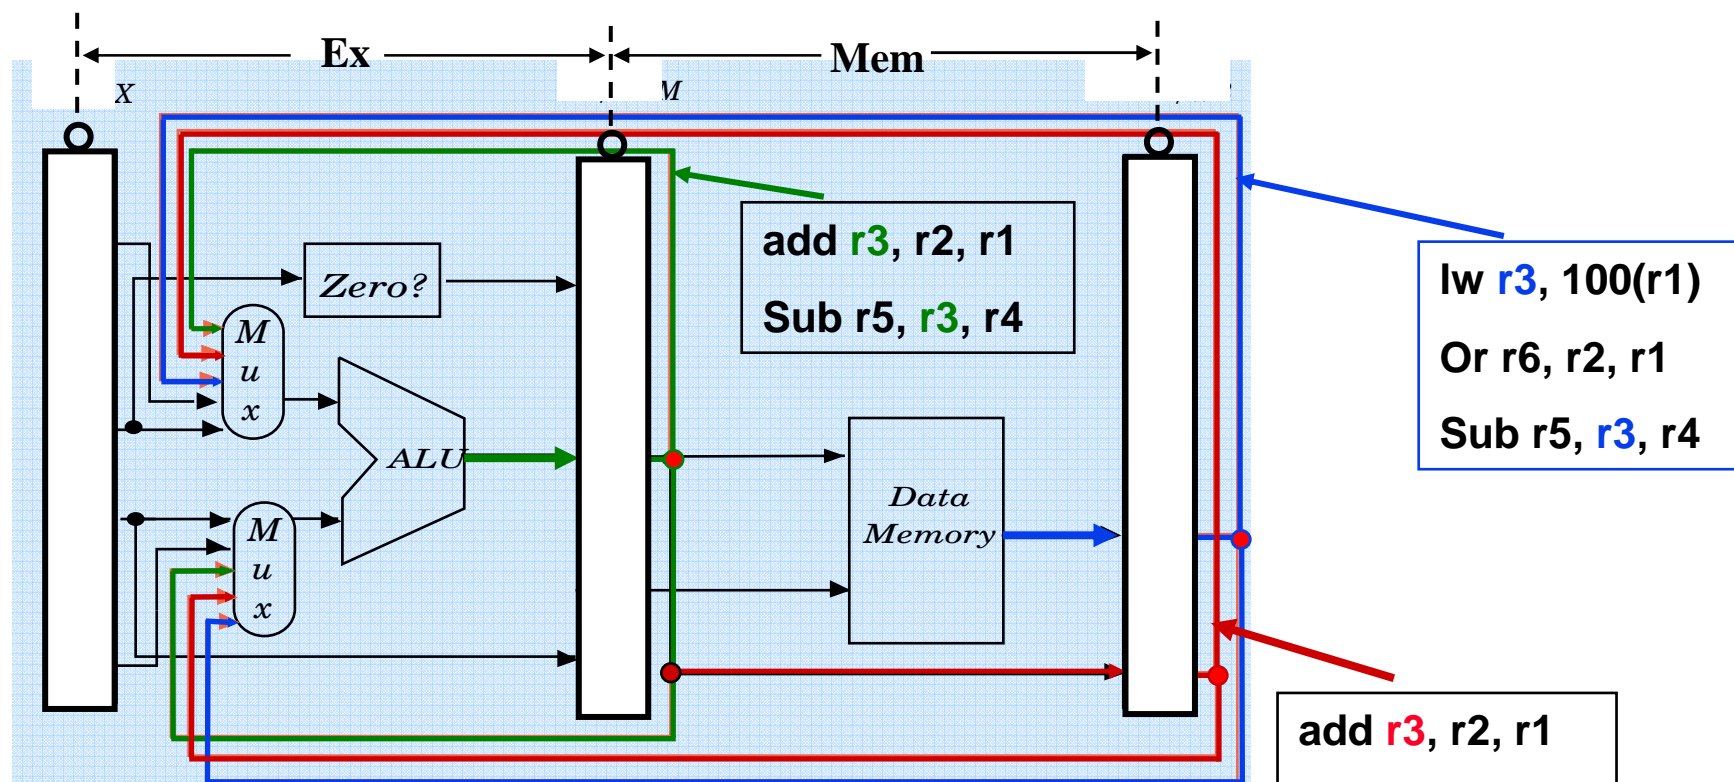 Ex
Mem
X
M
add r3, r2, r1
Sub r5, r3, r4
lw r3, 100(r1)
Or r6, r2, r1
Sub r5, r3, r4
Zero?
M
u
x
ALU
M
u
x
Data
Memory
add r3, r2, r1